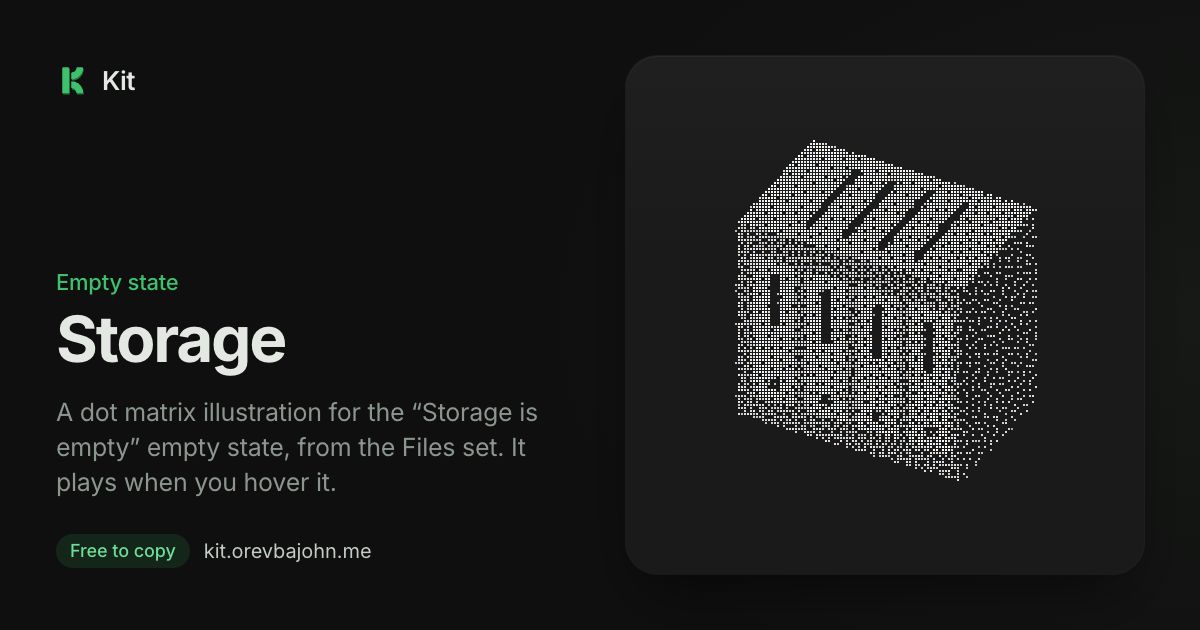 Kit
Empty state
Storage
A dot matrix illustration for the “Storage is
empty” empty state, from the Files set. It
plays when you hover it.
Free to copy
kit.orevbajohn.me